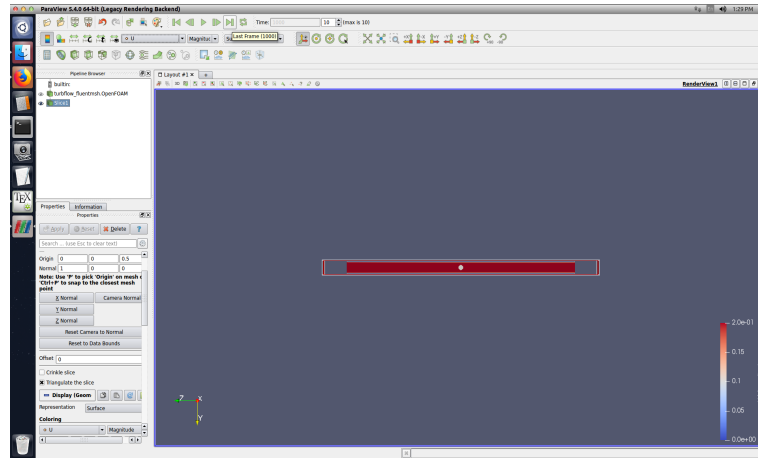 ParaView 5.4.0 64-bit (Legacy Rendering Backend)
1:29 PM
Time:
10 (max is 10)
U
Magnitud
Last Frame (1000)
Pipeline Browser
Layout #1
builtin:
turbflow_fluentmsh.OpenFOAM
Slice1
RenderView1
TEX
Properties Information
Properties
Apply Reset Delete ?
Search ... (use Esc to clear text)
Origin 0 0 0.5
Normal 1 0 0
Note: Use 'P' to pick 'Origin' on mesh
'Ctrl+P' to snap to the closest mesh
point
X Normal Camera Normal
Y Normal
Z Normal
Reset Camera to Normal
Reset to Data Bounds
Offset 0
Crinkle slice
Triangulate the slice
Display (Geom
Representation Surface
Coloring
U Magnitude
2.0e-01
0.15
0.1
0.05
0.0e+00
Z X
Y